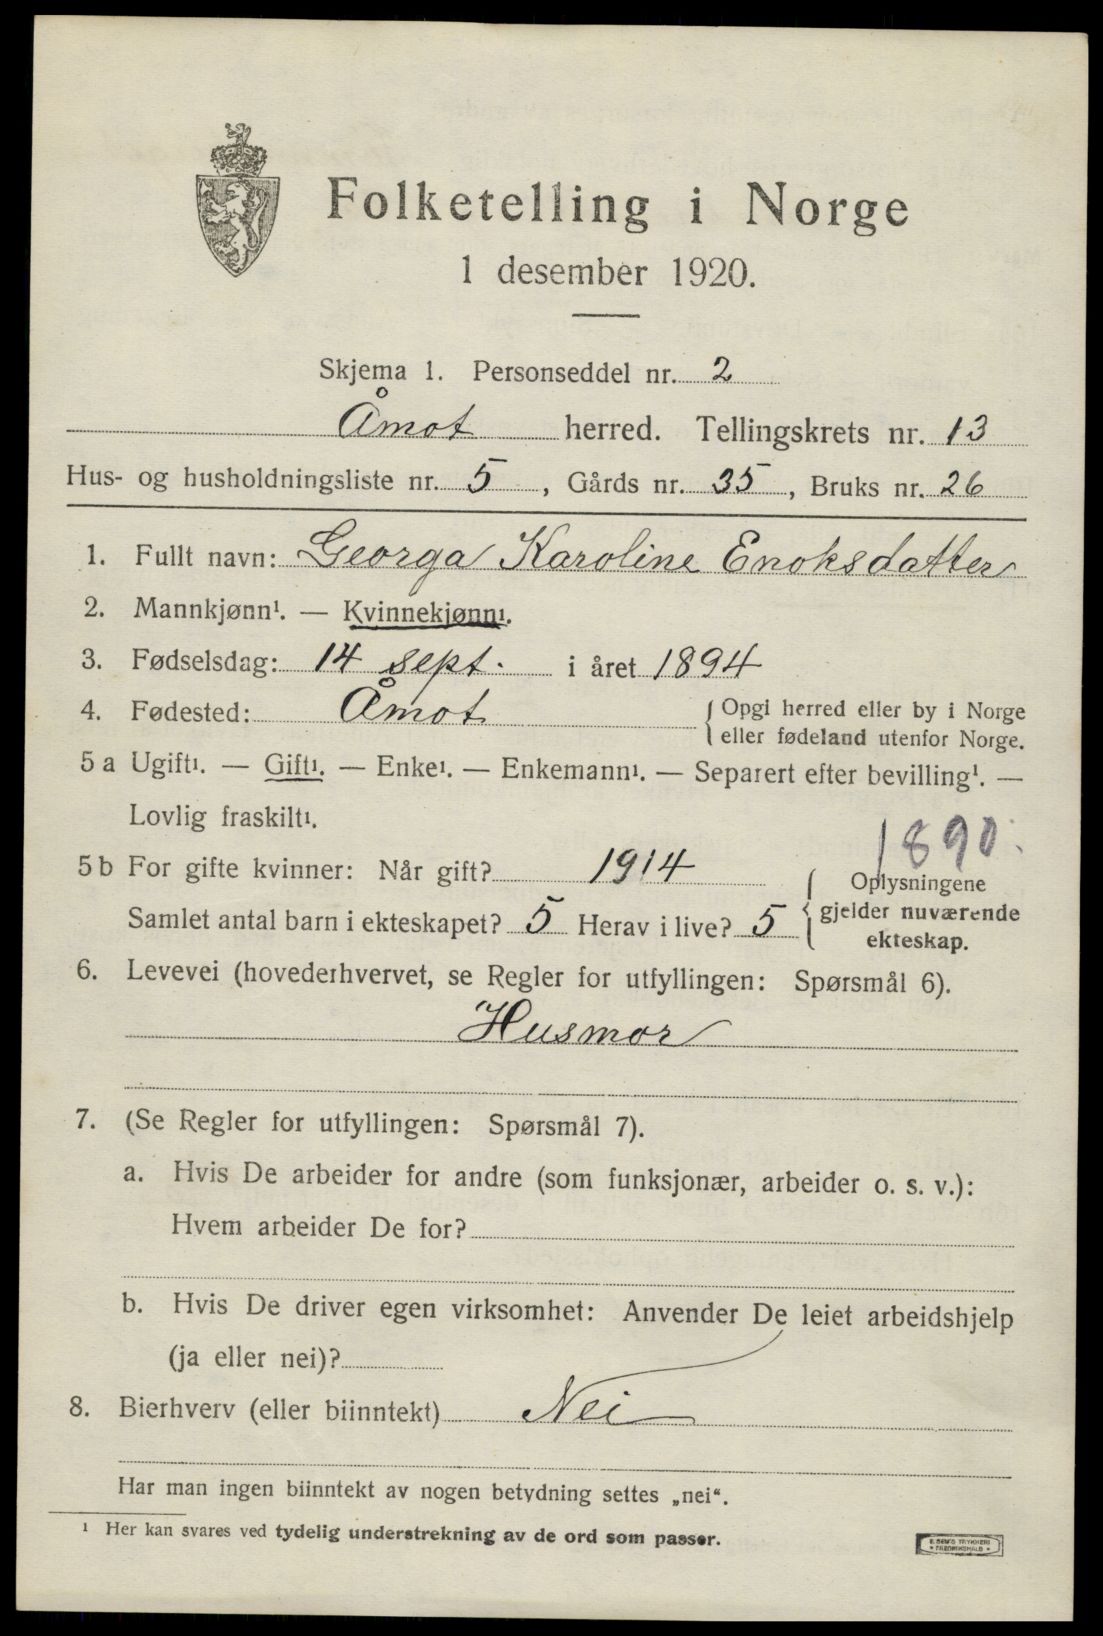 Folketelling i Norge
1 desember 1920.
Skjema 1. Personseddel nr. 2
Åmot herred. Tellingskrets nr. 13
Hus- og husholdningsliste nr. 5, Gårds nr. 35, Bruks nr. 26
1. Fullt navn: Georga Karoline Enoksdatter
2. Mannkjønn¹. — Kvinnekjønn¹.
3. Fødselsdag: 14 sept. i året 1894
4. Fødested: Åmot { Opgi herred eller by i Norge
eller fødeland utenfor Norge.
5 a Ugift¹. — Gift¹. — Enke¹. — Enkemann¹. — Separert efter bevilling¹. —
Lovlig fraskilt¹.
1890.
5 b For gifte kvinner: Når gift? 1914 { Oplysningene
Samlet antal barn i ekteskapet? 5 Herav i live? 5 gjelder nuværende
ekteskap.
6. Levevei (hovederhvervet, se Regler for utfyllingen: Spørsmål 6).
Husmor
7. (Se Regler for utfyllingen: Spørsmål 7).
a. Hvis De arbeider for andre (som funksjonær, arbeider o. s. v.):
Hvem arbeider De for?
b. Hvis De driver egen virksomhet: Anvender De leiet arbeidshjelp
(ja eller nei)?
8. Bierhverv (eller biinntekt) Nei
Har man ingen biinntekt av nogen betydning settes „nei“.
¹ Her kan svares ved tydelig understrekning av de ord som passer.
E. SEM'S TRYKKERI
FREDRIKSHALD